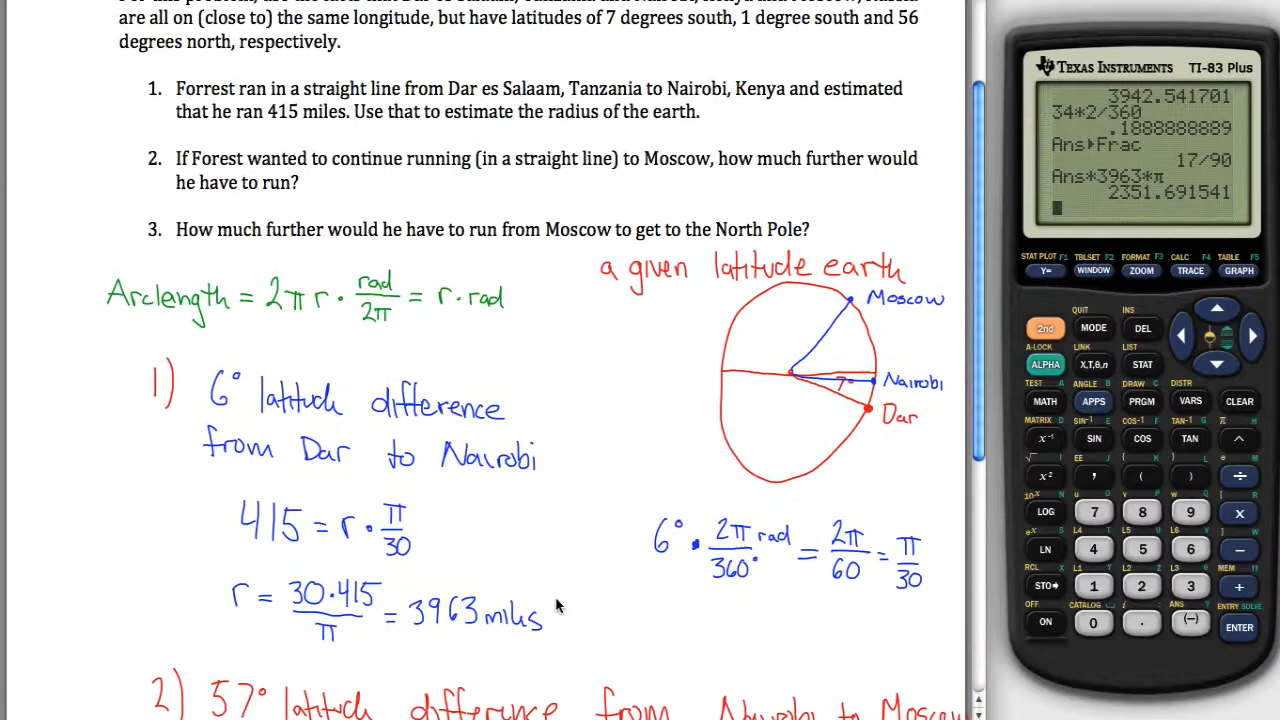 are all on (close to) the same longitude, but have latitudes of 7 degrees south, 1 degree south and 56
degrees north, respectively.
1. Forrest ran in a straight line from Dar es Salaam, Tanzania to Nairobi, Kenya and estimated
that he ran 415 miles. Use that to estimate the radius of the earth.
2. If Forest wanted to continue running (in a straight line) to Moscow, how much further would
he have to run?
3. How much further would he have to run from Moscow to get to the North Pole?
a given latitude earth
Arclength = 2π r · rad/2π = r · rad
Moscow
7°
Nairobi
Dar
1) 6° latitude difference
from Dar to Nairobi
415 = r · π/30
6° · 2π rad/360° = 2π/60 = π/30
r = 30·415/π = 3963 miles
2) 57° latitude difference from Nairobi to Moscow
TEXAS INSTRUMENTS TI-83 Plus
3942.541701
34*2/360
.1888888889
Ans▶Frac
17/90
Ans*3963*π
2351.691541
STAT PLOT F1 TBLSET F2 FORMAT F3 CALC F4 TABLE F5
Y= WINDOW ZOOM TRACE GRAPH
QUIT INS
2nd MODE DEL
A-LOCK LINK LIST
ALPHA X,T,θ,n STAT
TEST A ANGLE B DRAW C DISTR
MATH APPS PRGM VARS CLEAR
MATRIX D SIN⁻¹ E COS⁻¹ F TAN⁻¹ G π H
x⁻¹ SIN COS TAN ^
√ I EE J { K } L e M
x² , ( ) ÷
10ˣ N u O v P w Q [ R
LOG 7 8 9 x
eˣ S L4 T L5 U L6 V ] W
LN 4 5 6 −
RCL X L1 Y L2 Z L3 θ MEM "
STO▶ 1 2 3 +
OFF CATALOG i : ANS ? ENTRY SOLVE
ON 0 . (−) ENTER